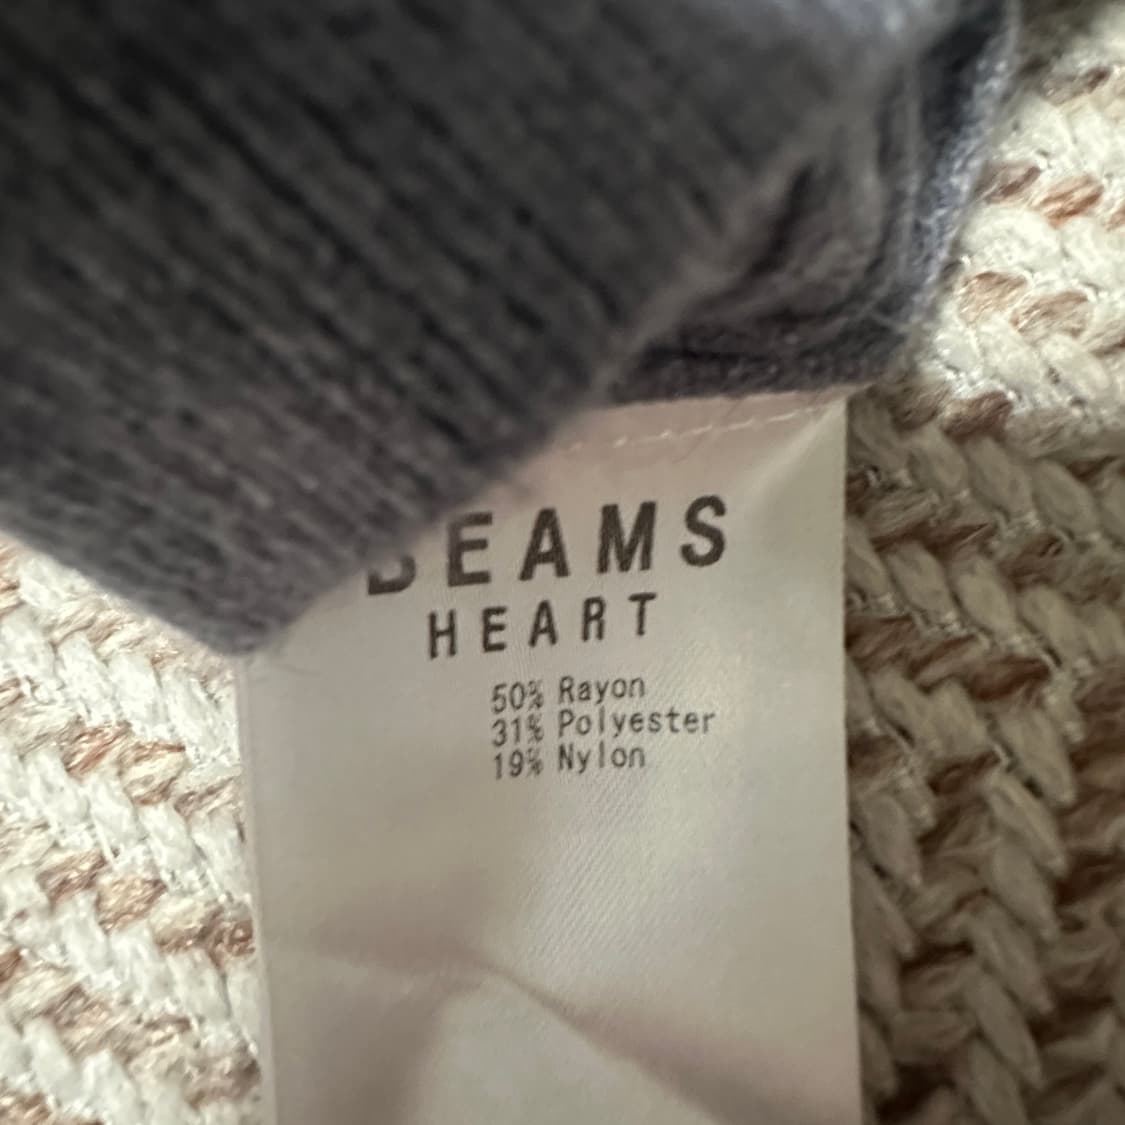 BEAMS
HEART
50% Rayon
31% Polyester
19% Nylon